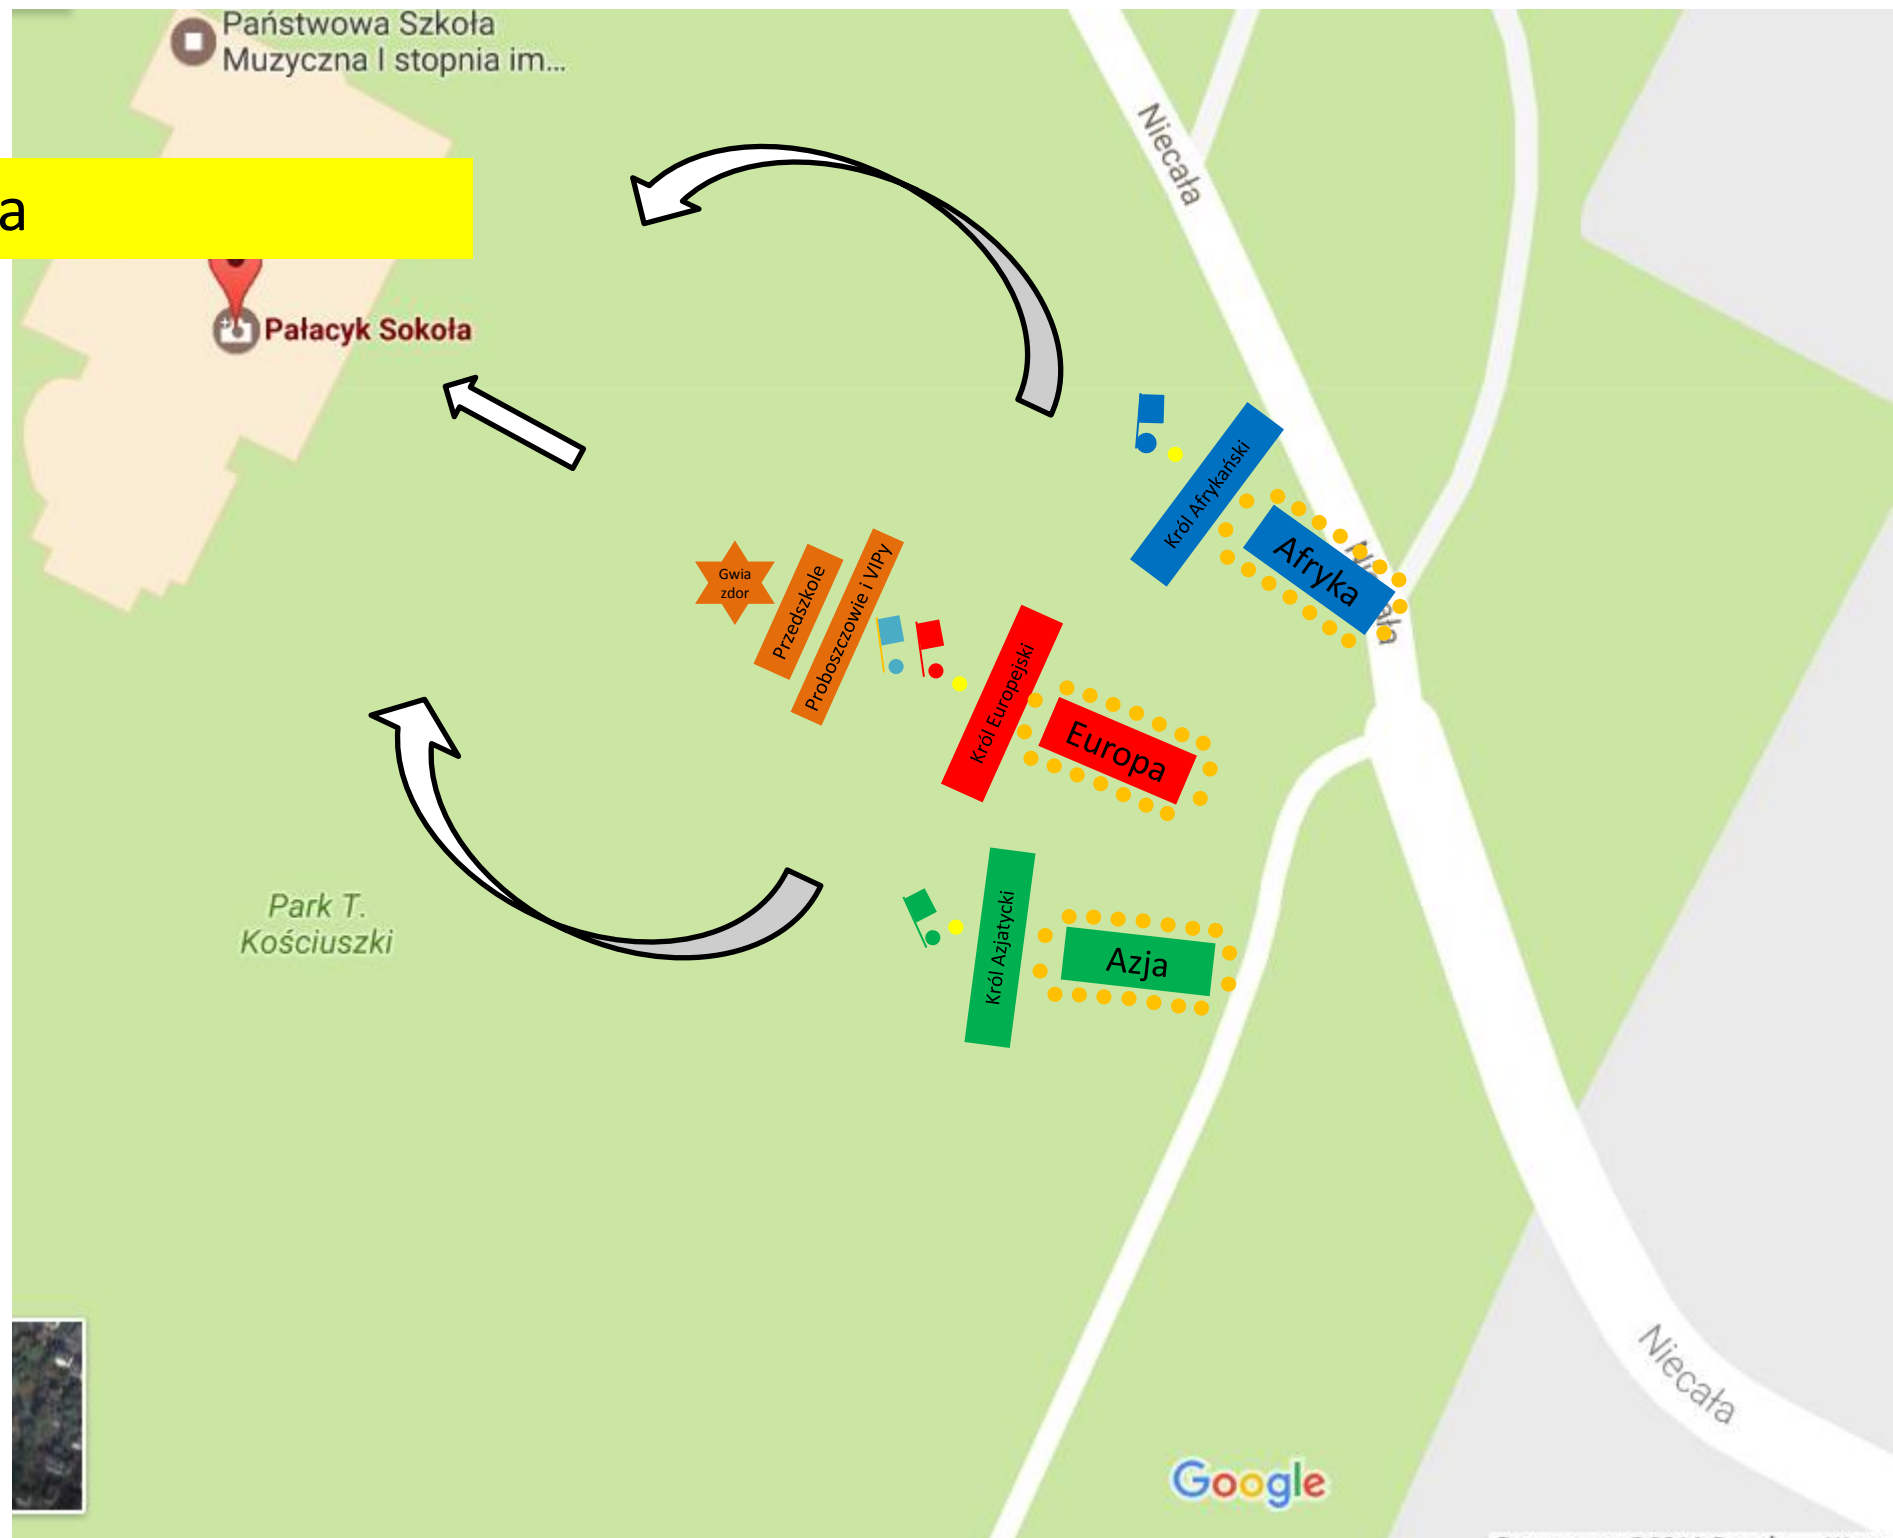 Państwowa Szkoła
Muzyczna I stopnia im...
a
Pałacyk Sokoła
Niecała
Król Afrykański
Afryka
Gwia
zdor
Przedszkole
Proboszczowie i VIPy
Król Europejski
Europa
Król Azjatycki
Azja
Park T.
Kościuszki
Niecała
Google